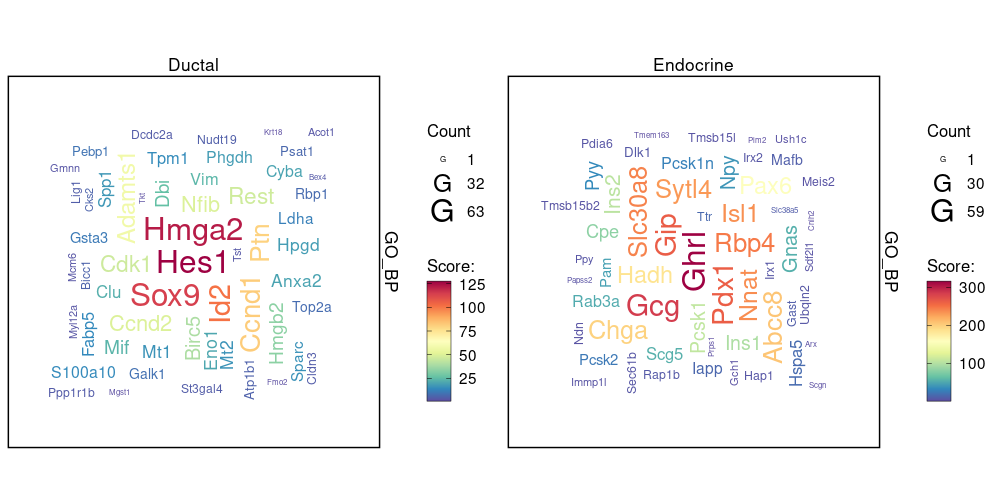 Ductal
Dcdc2a
Nudt19
Krt18
Acot1
Pebp1
Tpm1
Phgdh
Psat1
Gmnn
Adamts1
Vim
Cyba
Bex4
Lig1
Cks2
Spp1
Tkt
Dbi
Nfib
Rest
Rbp1
Hmga2
Ldha
Gsta3
Ptn
Hpgd
Mcm6
Bicc1
Cdk1
Hes1
Tst
Anxa2
Clu
Sox9
Id2
Top2a
Myl12a
Fabp5
Ccnd2
Birc5
Ccnd1
Hmgb2
Mif
Mt1
Eno1
Mt2
Sparc
Cldn3
S100a10
Galk1
Atp1b1
Fmo2
Ppp1r1b
Mgst1
St3gal4
GO_BP
Count
G 1
G 32
G 63
Score:
125
100
75
50
25
Endocrine
Tmem163
Pdia6
Tmsb15l
Plm2
Ush1c
Dlk1
Pcsk1n
Irx2
Mafb
Pyy
Ins2
Slc30a8
Sytl4
Npy
Pax6
Meis2
Tmsb15b2
Ttr
Isl1
Slc38a5
Cnih2
Cpe
Gip
Rbp4
Gnas
Sdf2l1
Ppy
Papss2
Pam
Hadh
Ghrl
Irx1
Rab3a
Gcg
Pdx1
Nnat
Abcc8
Gast
Ubqln2
Ndn
Chga
Pcsk1
Prps1
Ins1
Arx
Pcsk2
Scg5
Hspa5
Immp1l
Sec61b
Rap1b
Iapp
Gch1
Hap1
Scgn
GO_BP
Count
G 1
G 30
G 59
Score:
300
200
100